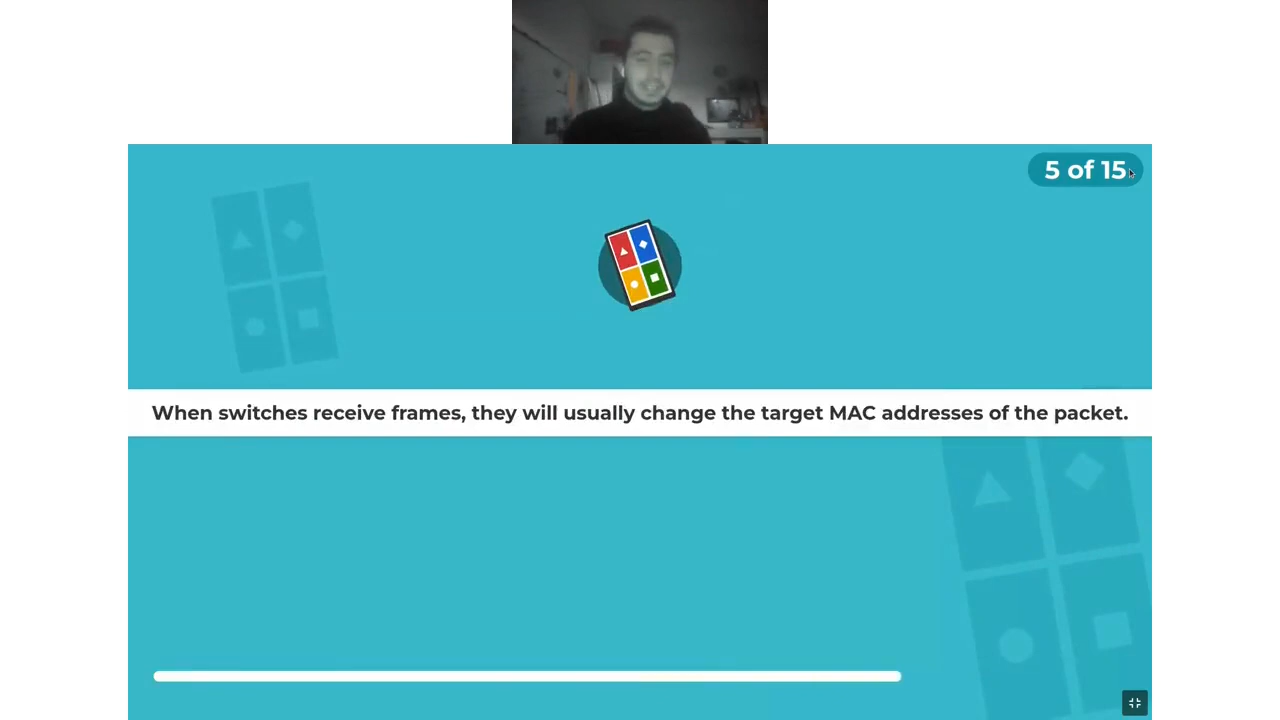 5 of 15
When switches receive frames, they will usually change the target MAC addresses of the packet.